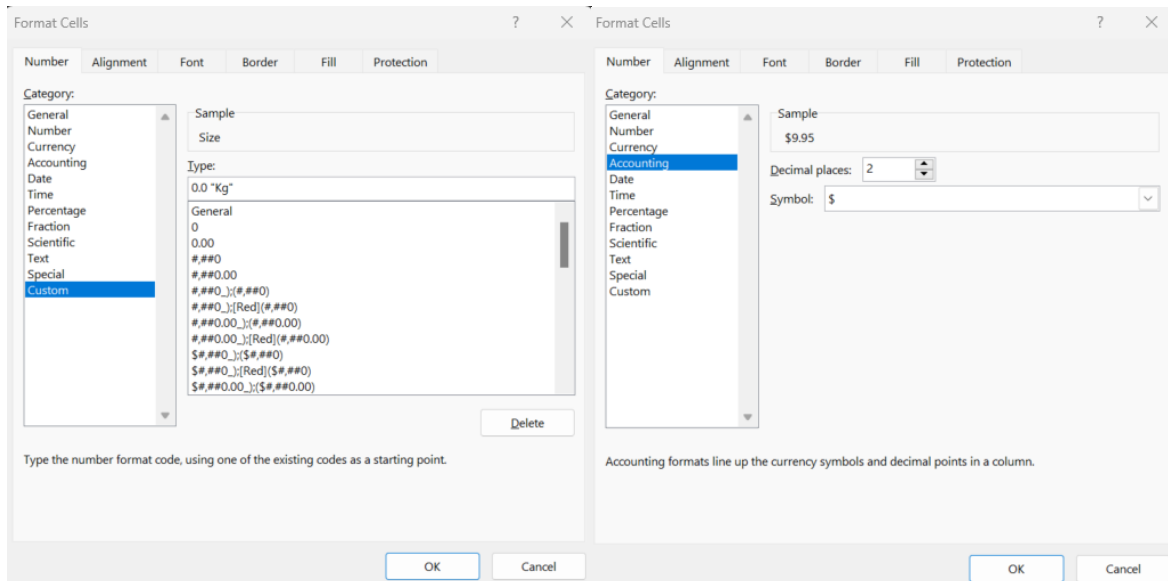 Format Cells
?
Number
Alignment
Font
Border
Fill
Protection
Category:
General
Number
Currency
Accounting
Date
Time
Percentage
Fraction
Scientific
Text
Special
Custom
Sample
Size
Type:
0.0 "Kg"
General
0
0.00
#,##0
#,##0.00
#,##0_);(#,##0)
#,##0_);[Red](#,##0)
#,##0.00_);(#,##0.00)
#,##0.00_);[Red](#,##0.00)
$#,##0_);($#,##0)
$#,##0_);[Red]($#,##0)
$#,##0.00_);($#,##0.00)
Delete
Type the number format code, using one of the existing codes as a starting point.
OK
Cancel
Format Cells
?
Number
Alignment
Font
Border
Fill
Protection
Category:
General
Number
Currency
Accounting
Date
Time
Percentage
Fraction
Scientific
Text
Special
Custom
Sample
$9.95
Decimal places: 2
Symbol: $
Accounting formats line up the currency symbols and decimal points in a column.
OK
Cancel